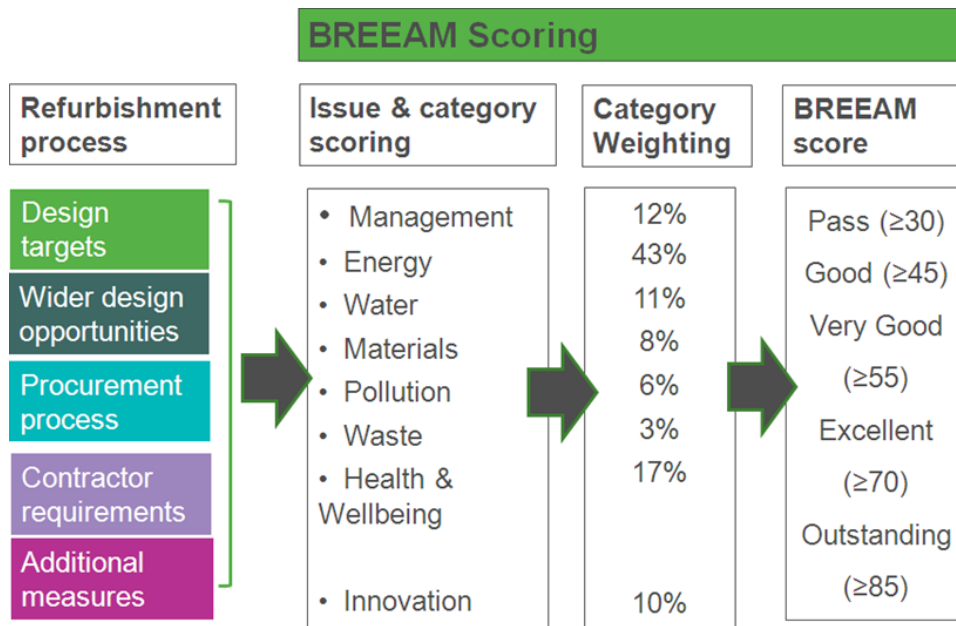 BREEAM Scoring
Refurbishment
process
Issue & category
scoring
Category
Weighting
BREEAM
score
Design
targets
Wider design
opportunities
Procurement
process
Contractor
requirements
Additional
measures
• Management
• Energy
• Water
• Materials
• Pollution
• Waste
• Health &
Wellbeing
• Innovation
12%
43%
11%
8%
6%
3%
17%
10%
Pass (≥30)
Good (≥45)
Very Good
(≥55)
Excellent
(≥70)
Outstanding
(≥85)